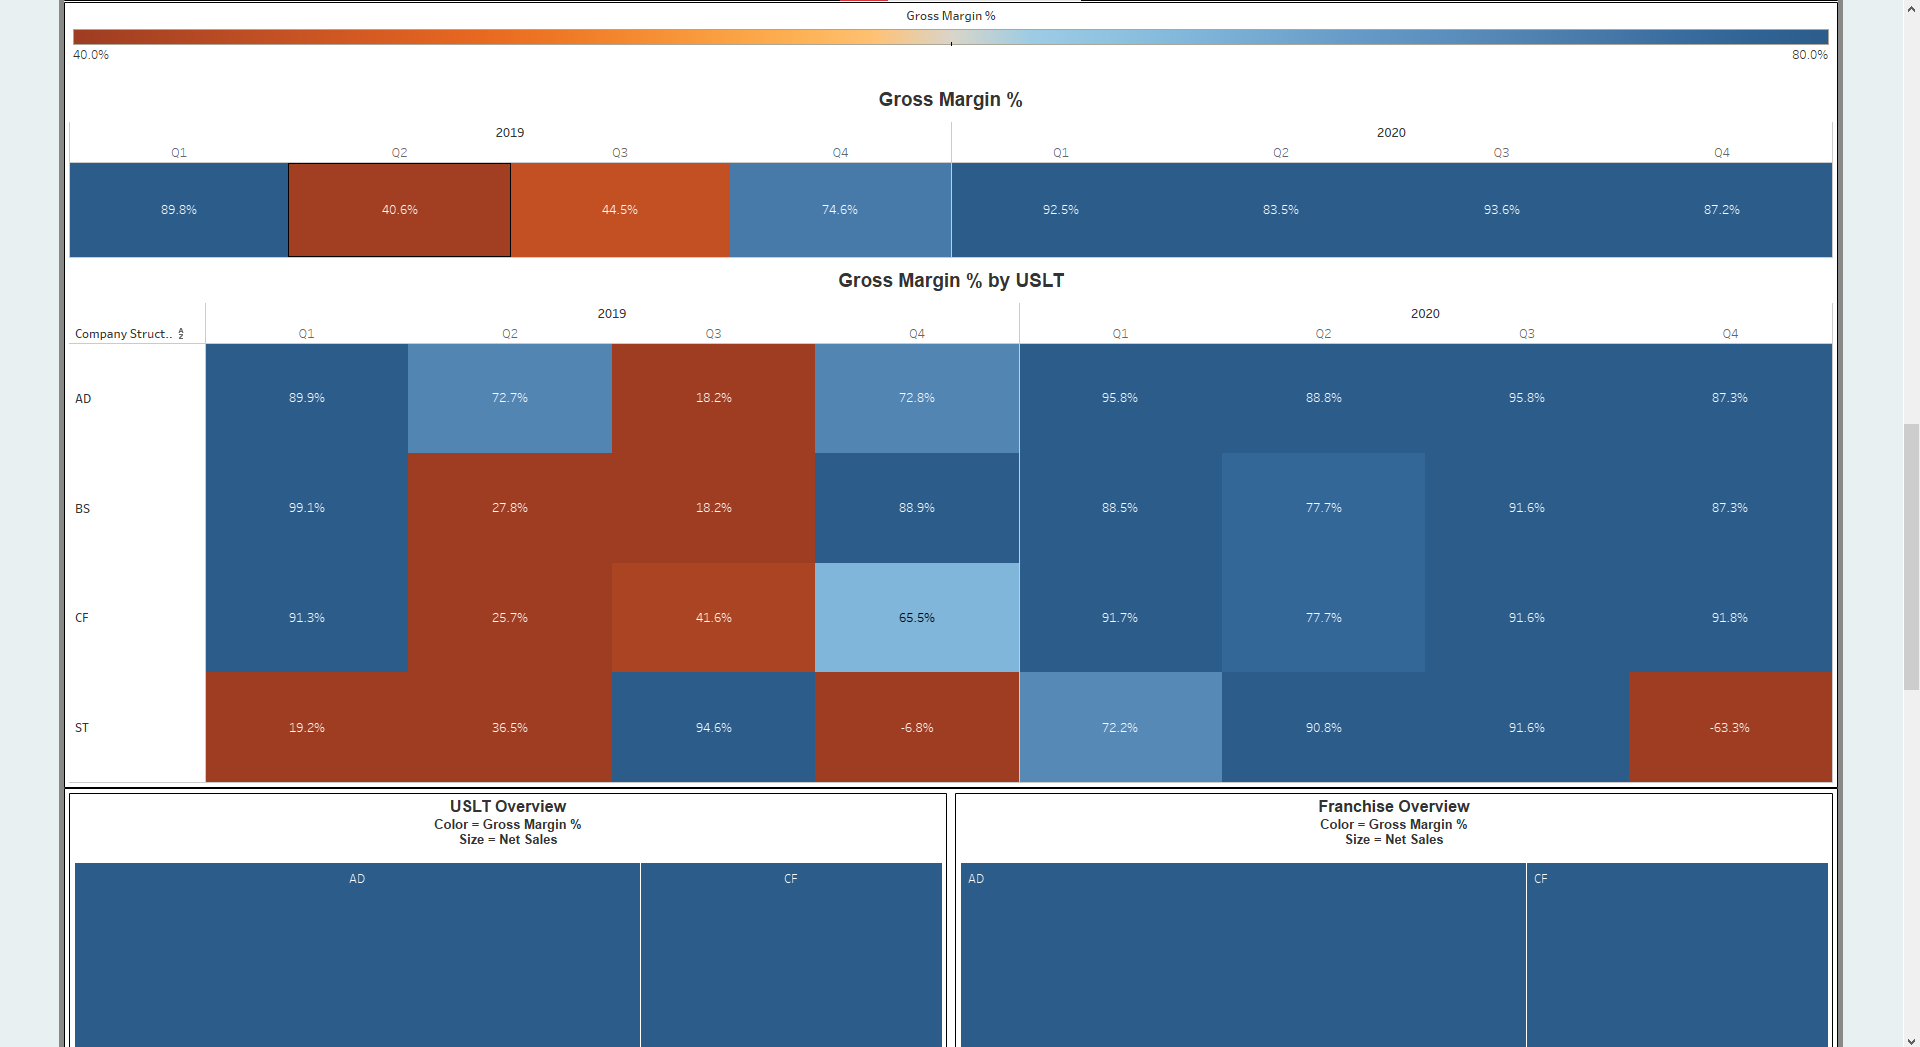 Gross Margin %
40.0% 80.0%
Gross Margin %
2019 2020
Q1 Q2 Q3 Q4 Q1 Q2 Q3 Q4
89.8% 40.6% 44.5% 74.6% 92.5% 83.5% 93.6% 87.2%
Gross Margin % by USLT
2019 2020
Company Struct.. Q1 Q2 Q3 Q4 Q1 Q2 Q3 Q4
AD 89.9% 72.7% 18.2% 72.8% 95.8% 88.8% 95.8% 87.3%
BS 99.1% 27.8% 18.2% 88.9% 88.5% 77.7% 91.6% 87.3%
CF 91.3% 25.7% 41.6% 65.5% 91.7% 77.7% 91.6% 91.8%
ST 19.2% 36.5% 94.6% -6.8% 72.2% 90.8% 91.6% -63.3%
USLT Overview
Color = Gross Margin %
Size = Net Sales
AD CF
Franchise Overview
Color = Gross Margin %
Size = Net Sales
AD CF